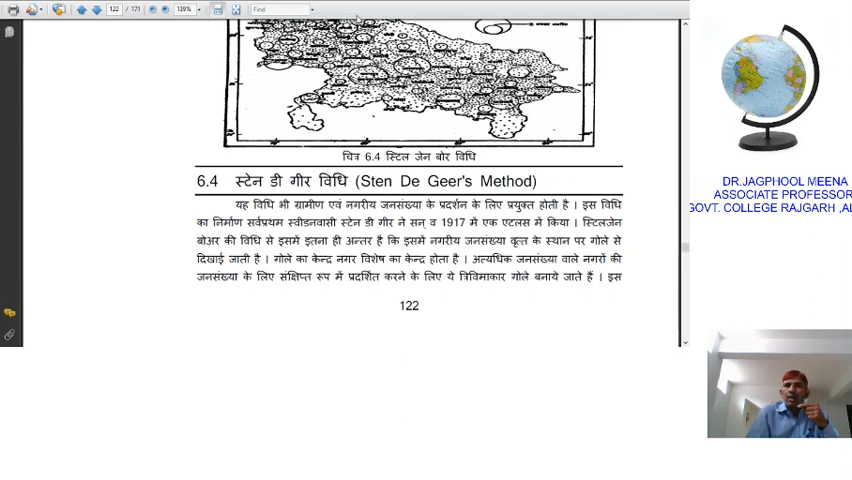 122 / 171 139% Find
चित्र 6.4 स्टिल जेन बोर विधि
6.4 स्टेन डी गीर विधि (Sten De Geer's Method)
यह विधि भी ग्रामीण एवं नगरीय जनसंख्या के प्रदर्शन के लिए प्रयुक्त होती है । इस विधि
का निर्माण सर्वप्रथम स्वीडनवासी स्टेन डी गीर ने सन् व 1917 में एक एटलस में किया । स्टिलजेन
बोअर की विधि से इसमें इतना ही अन्तर है कि इसमें नगरीय जनसंख्या वृत्त के स्थान पर गोले से
दिखाई जाती है । गोले का केन्द्र नगर विशेष का केन्द्र होता है । अत्यधिक जनसंख्या वाले नगरों की
जनसंख्या के लिए संक्षिप्त रूप में प्रदर्शित करने के लिए ये त्रिविमाकार गोले बनाये जाते हैं । इस
122
DR.JAGPHOOL MEENA
ASSOCIATE PROFESSOR
GOVT. COLLEGE RAJGARH ,AL